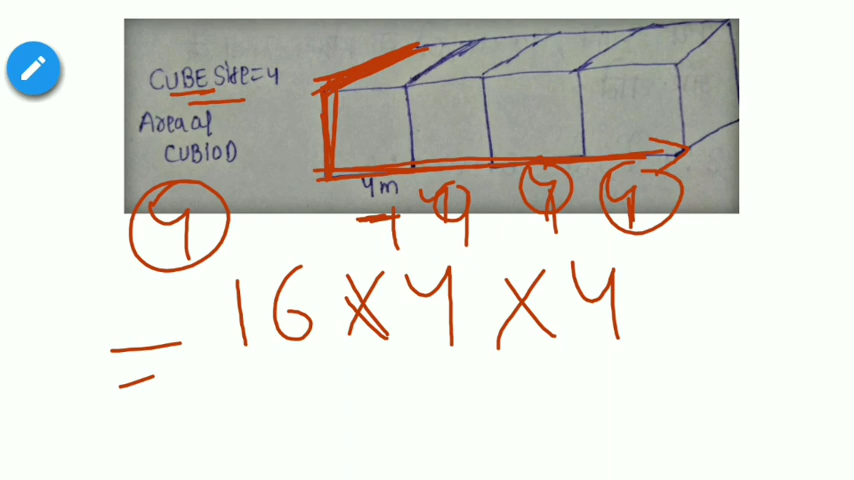 CUBE Side = 4
Area of
CUBIOD
4m
4 4 4 4
4
16 × 4 × 4
=